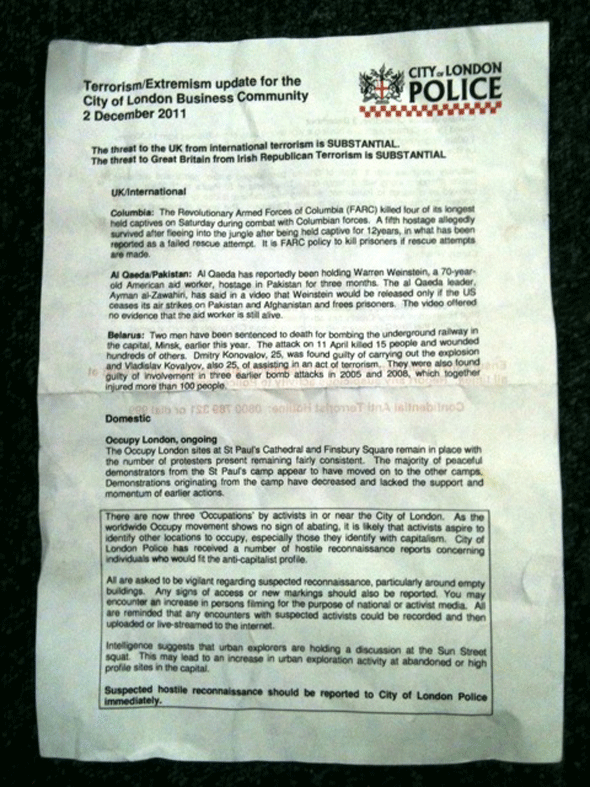 Terrorism/Extremism update for the
City of London Business Community
2 December 2011
CITY OF LONDON
POLICE
The threat to the UK from international terrorism is SUBSTANTIAL.
The threat to Great Britain from Irish Republican Terrorism is SUBSTANTIAL
UK/International
Columbia: The Revolutionary Armed Forces of Columbia (FARC) killed four of its longest
held captives on Saturday during combat with Columbian forces. A fifth hostage allegedly
survived after fleeing into the jungle after being held captive for 12years, in what has been
reported as a failed rescue attempt. It is FARC policy to kill prisoners if rescue attempts
are made.
Al Qaeda/Pakistan: Al Qaeda has reportedly been holding Warren Weinstein, a 70-year-
old American aid worker, hostage in Pakistan for three months. The al Qaeda leader,
Ayman al-Zawahiri, has said in a video that Weinstein would be released only if the US
ceases its air strikes on Pakistan and Afghanistan and frees prisoners. The video offered
no evidence that the aid worker is still alive.
Belarus: Two men have been sentenced to death for bombing the underground railway in
the capital, Minsk, earlier this year. The attack on 11 April killed 15 people and wounded
hundreds of others. Dmitry Konovalov, 25, was found guilty of carrying out the explosion
and Vladislav Kovalyov, also 25, of assisting in an act of terrorism. They were also found
guilty of involvement in three earlier bomb attacks in 2005 and 2008, which together
injured more than 100 people.
Confidential Anti Terrorist Hotline: 0800 789 321 or dial 999
Domestic
Occupy London, ongoing
The Occupy London sites at St Paul's Cathedral and Finsbury Square remain in place with
the number of protesters present remaining fairly consistent. The majority of peaceful
demonstrators from the St Paul's camp appear to have moved on to the other camps.
Demonstrations originating from the camp have decreased and lacked the support and
momentum of earlier actions.
There are now three 'Occupations' by activists in or near the City of London. As the
worldwide Occupy movement shows no sign of abating, it is likely that activists aspire to
identify other locations to occupy, especially those they identify with capitalism. City of
London Police has received a number of hostile reconnaissance reports concerning
individuals who would fit the anti-capitalist profile.
All are asked to be vigilant regarding suspected reconnaissance, particularly around empty
buildings. Any signs of access or new markings should also be reported. You may
encounter an increase in persons filming for the purpose of national or activist media. All
are reminded that any encounters with suspected activists could be recorded and then
uploaded or live-streamed to the internet.
Intelligence suggests that urban explorers are holding a discussion at the Sun Street
squat. This may lead to an increase in urban exploration activity at abandoned or high
profile sites in the capital.
Suspected hostile reconnaissance should be reported to City of London Police
immediately.